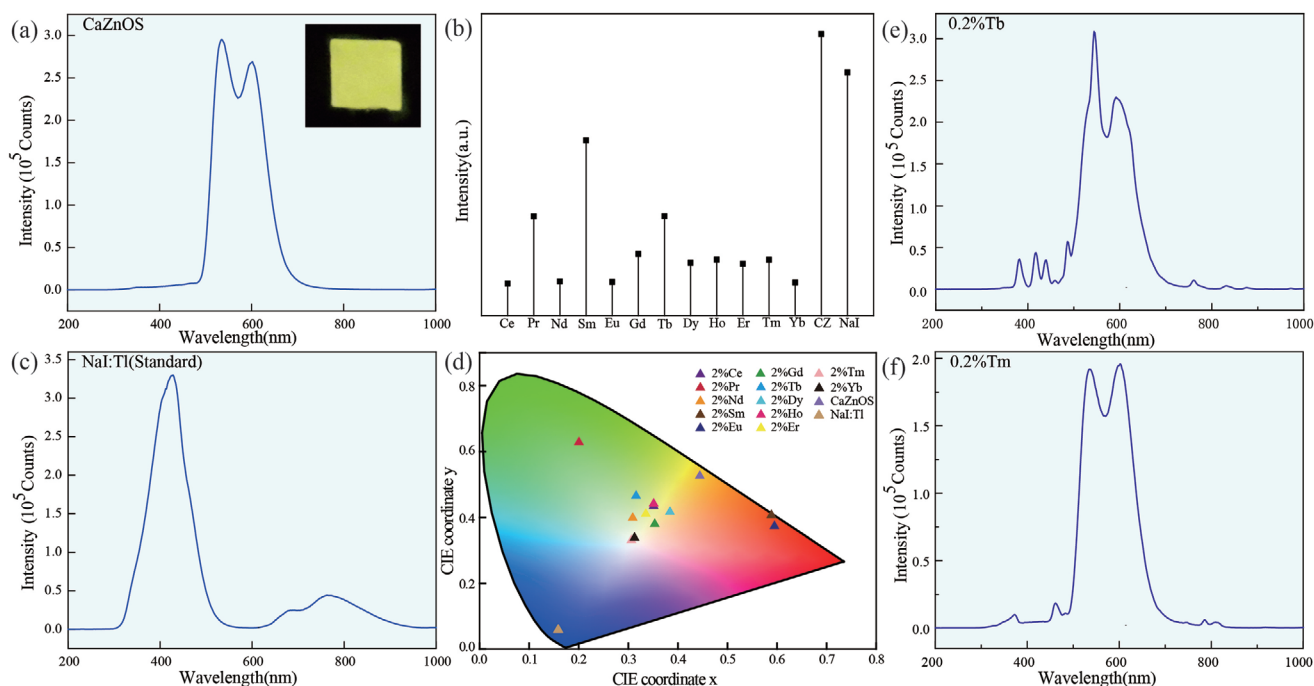 (a)
CaZnOS
3.0
2.5
2.0
1.5
1.0
0.5
0.0
Intensity (10⁵ Counts)
200 400 600 800 1000
Wavelength(nm)
(b)
Intensity(a.u.)
Ce Pr Nd Sm Eu Gd Tb Dy Ho Er Tm Yb CZ NaI
(e)
0.2%Tb
3.0
2.5
2.0
1.5
1.0
0.5
0.0
Intensity ( 10⁵ Counts)
200 400 600 800 1000
Wavelength(nm)
(c)
NaI:Tl(Standard)
3.5
3.0
2.5
2.0
1.5
1.0
0.5
0.0
Intensity (10⁵ Counts)
200 400 600 800 1000
Wavelength(nm)
(d)
2%Ce 2%Gd 2%Tm
2%Pr 2%Tb 2%Yb
2%Nd 2%Dy CaZnOS
2%Sm 2%Ho NaI:Tl
2%Eu 2%Er
0.8
0.6
0.4
0.2
0.0
CIE coordinate y
0.0 0.1 0.2 0.3 0.4 0.5 0.6 0.7 0.8
CIE coordinate x
(f)
0.2%Tm
2.0
1.5
1.0
0.5
0.0
Intensity (10⁵ Counts)
200 400 600 800 1000
Wavelength(nm)